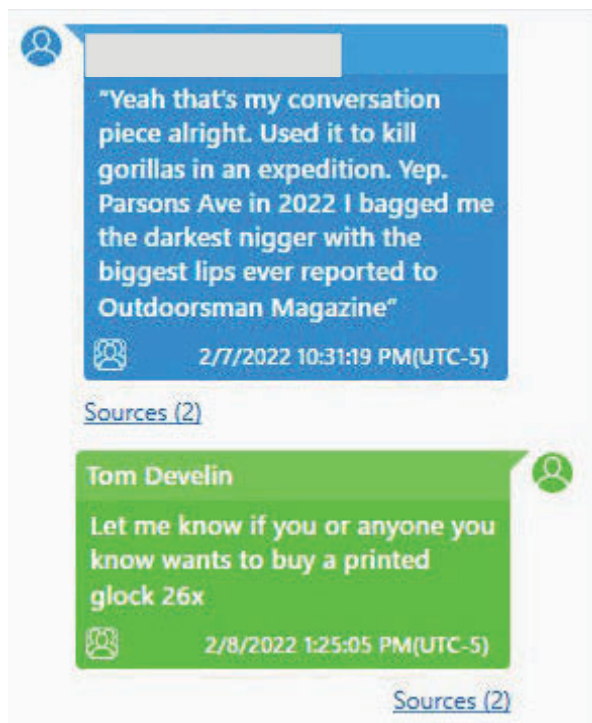 "Yeah that's my conversation
piece alright. Used it to kill
gorillas in an expedition. Yep.
Parsons Ave in 2022 I bagged me
the darkest nigger with the
biggest lips ever reported to
Outdoorsman Magazine"
2/7/2022 10:31:19 PM(UTC-5)
Sources (2)
Tom Develin
Let me know if you or anyone you
know wants to buy a printed
glock 26x
2/8/2022 1:25:05 PM(UTC-5)
Sources (2)